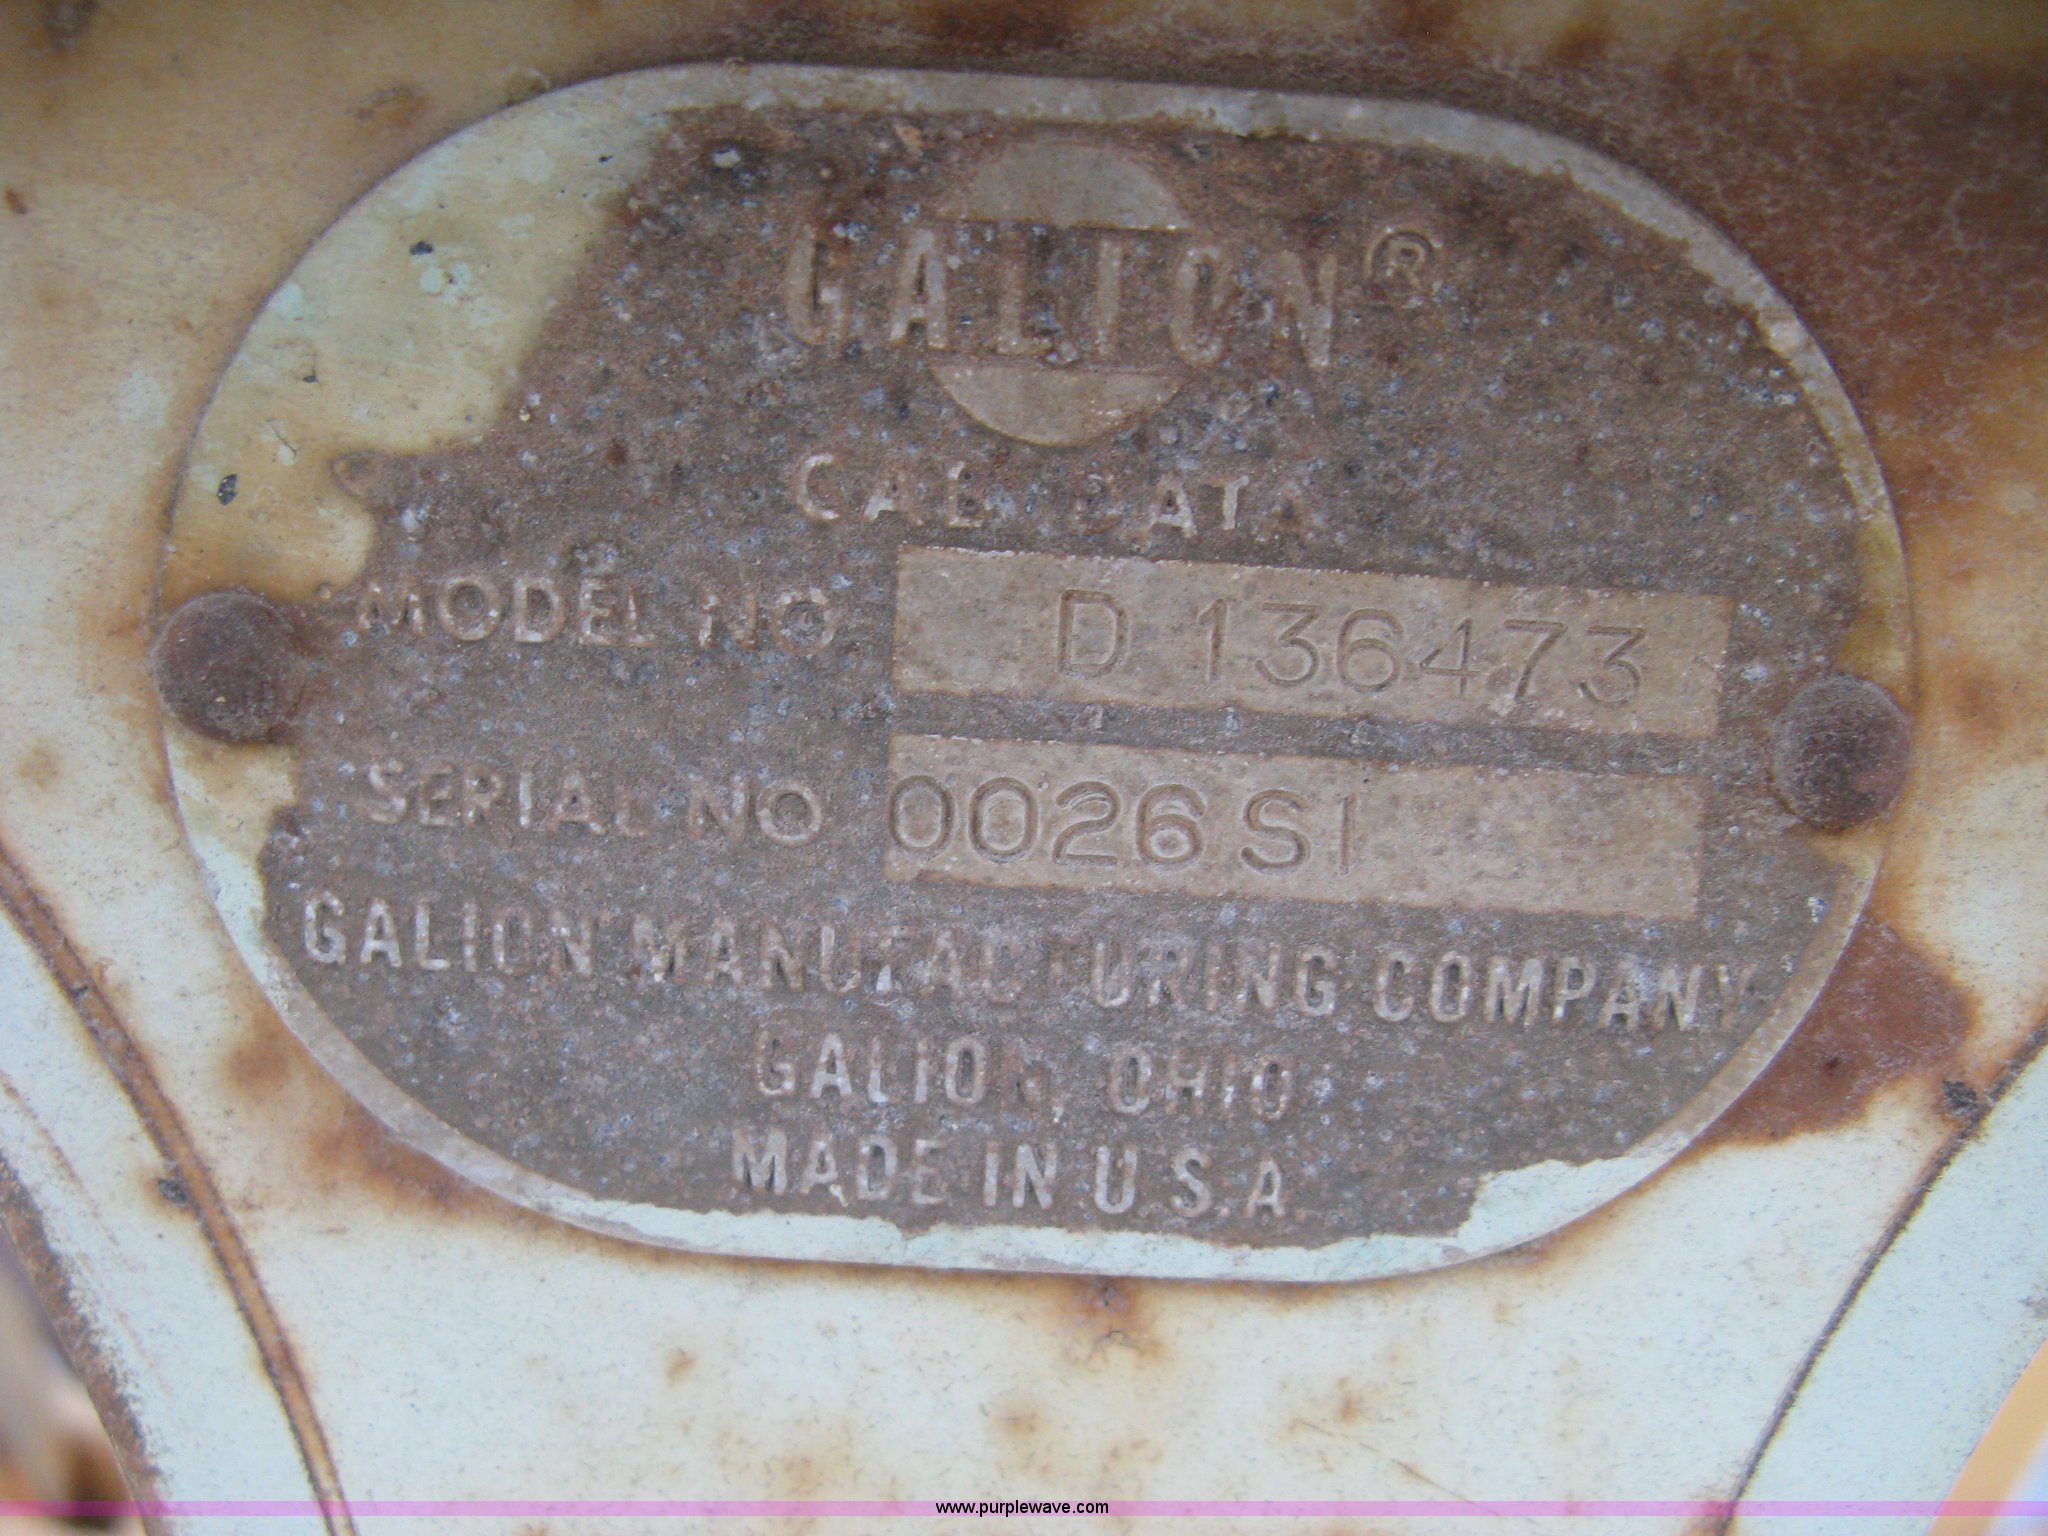 GALION®
CAB DATA
MODEL NO D 136473
SERIAL NO 0026 S1
GALION MANUFACTURING COMPANY
GALION, OHIO
MADE IN U.S.A.
www.purplewave.com